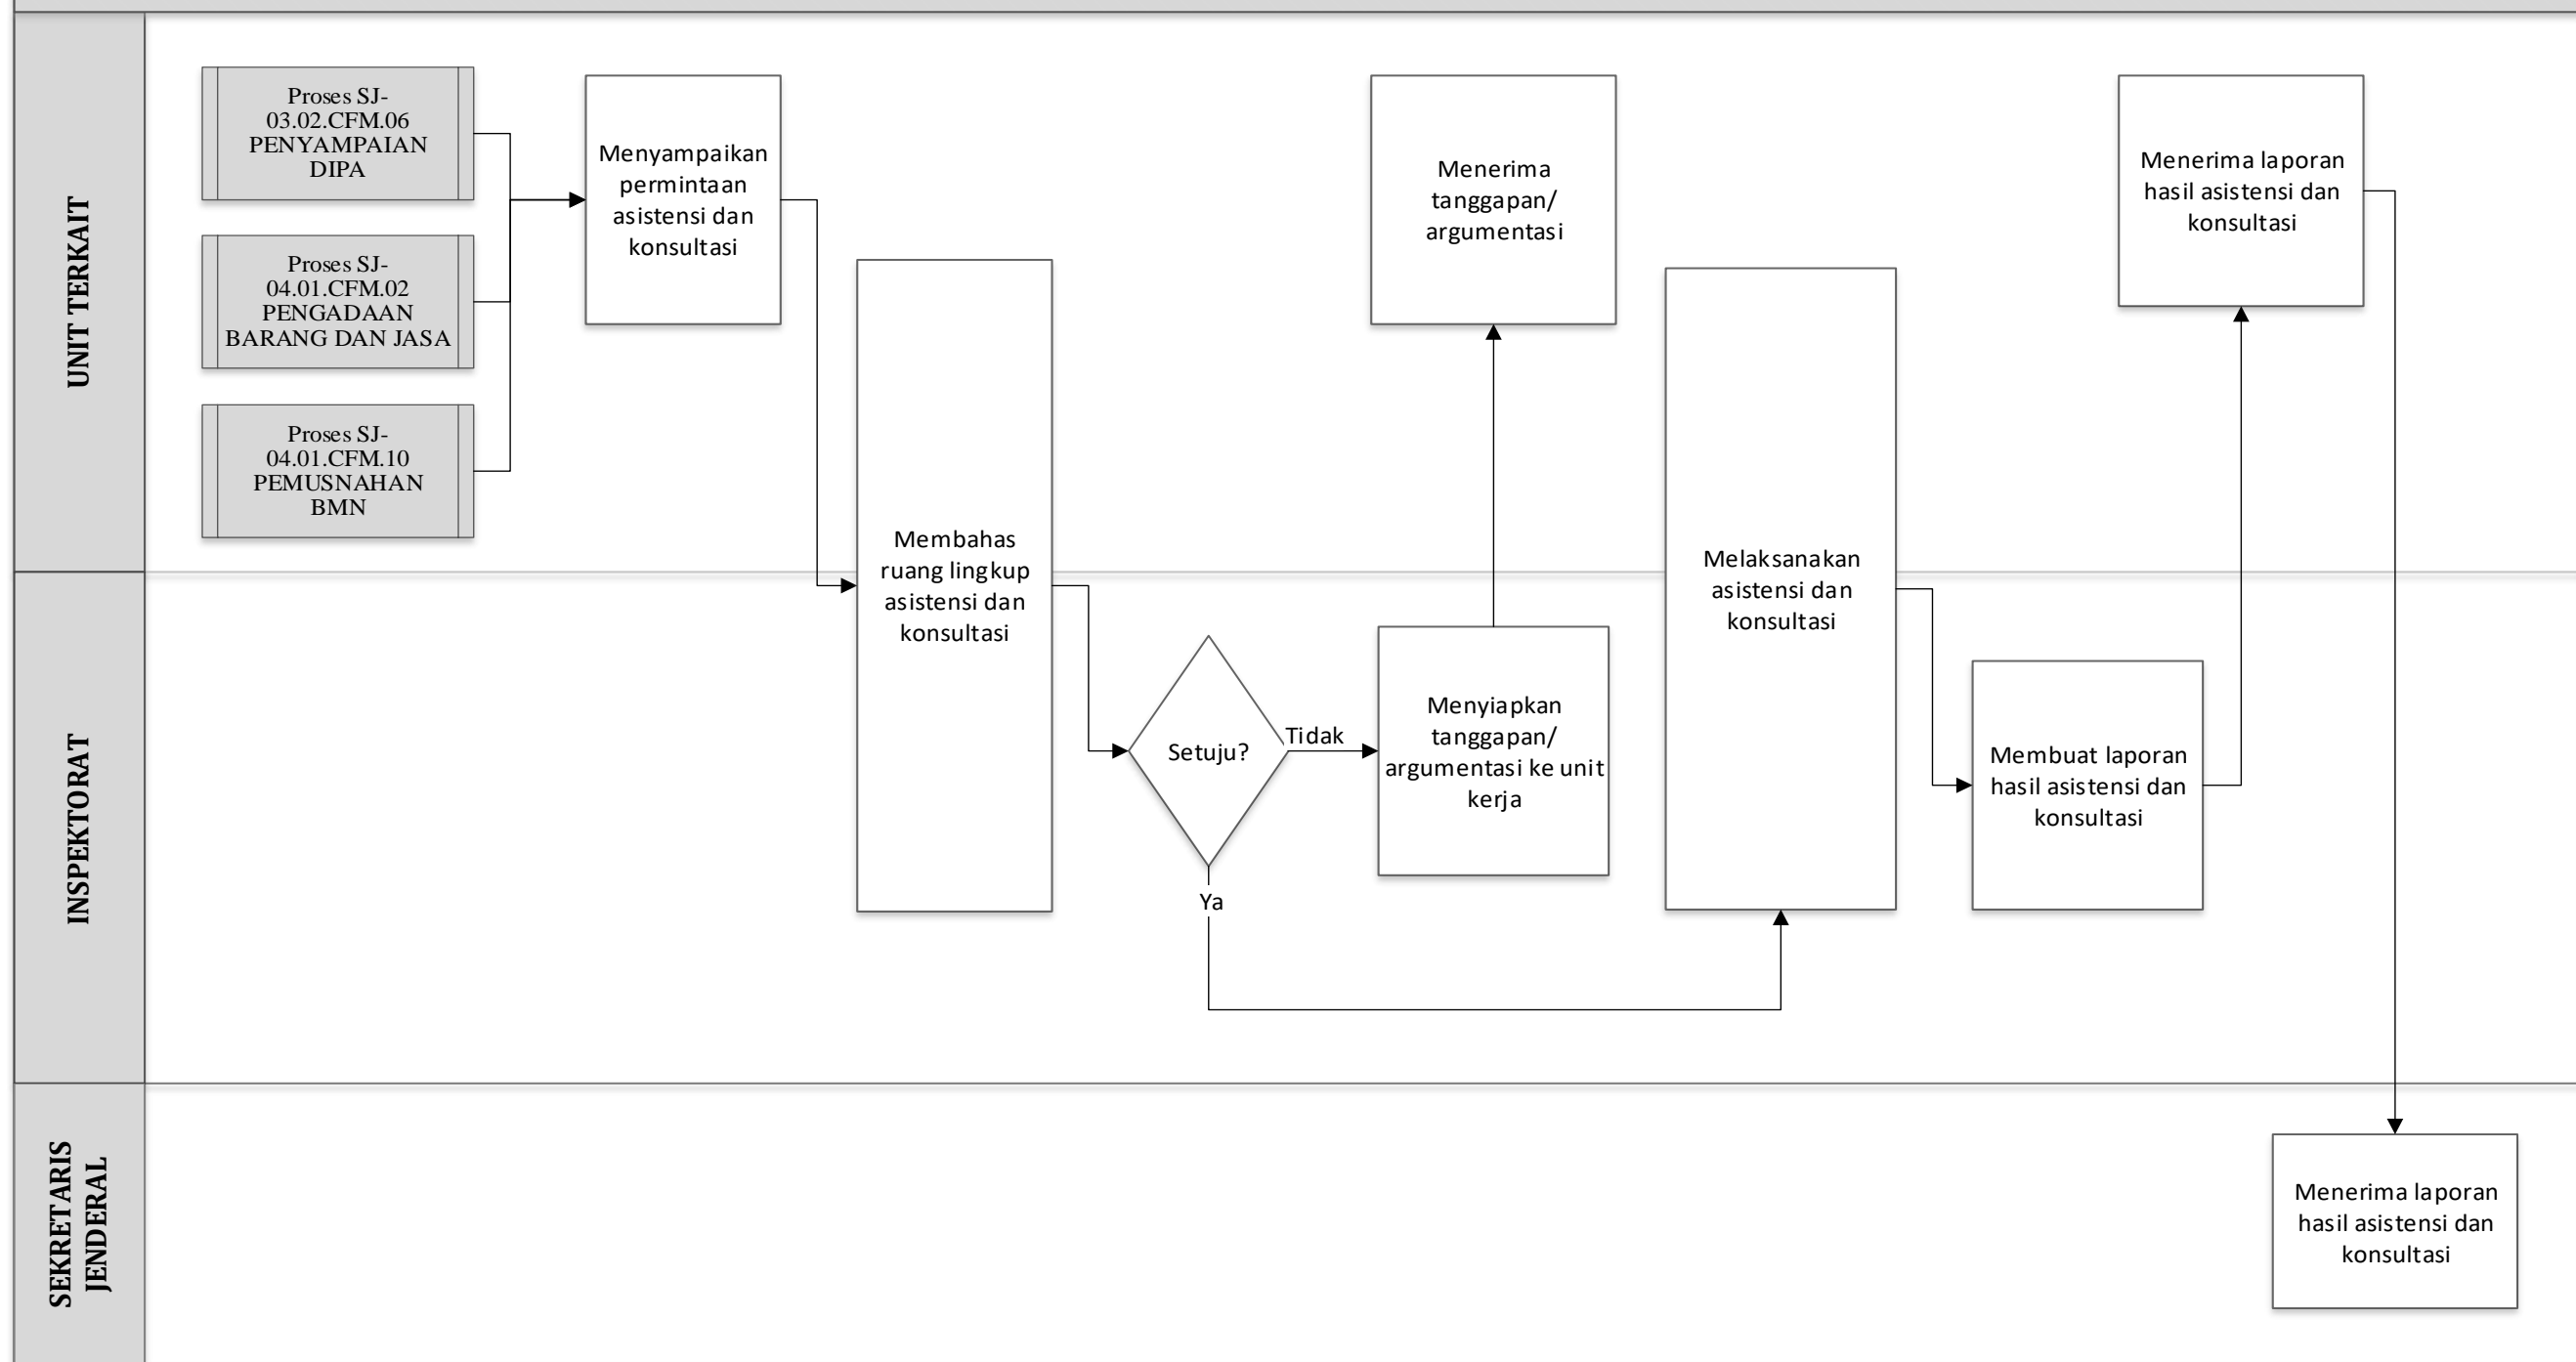 UNIT TERKAIT
Proses SJ-
03.02.CFM.06
PENYAMPAIAN
DIPA
Proses SJ-
04.01.CFM.02
PENGADAAN
BARANG DAN JASA
Proses SJ-
04.01.CFM.10
PEMUSNAHAN
BMN
Menyampaikan
permintaan
asistensi dan
konsultasi
Membahas
ruang lingkup
asistensi dan
konsultasi
Menerima
tanggapan/
argumentasi
Melaksanakan
asistensi dan
konsultasi
Menerima laporan
hasil asistensi dan
konsultasi
INSPEKTORAT
Setuju?
Tidak
Ya
Menyiapkan
tanggapan/
argumentasi ke unit
kerja
Membuat laporan
hasil asistensi dan
konsultasi
SEKRETARIS
JENDERAL
Menerima laporan
hasil asistensi dan
konsultasi